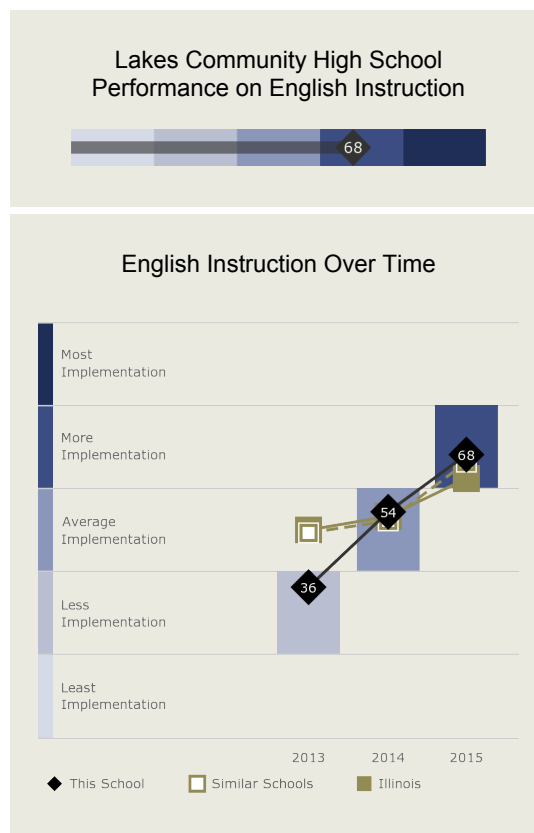 Lakes Community High School
Performance on English Instruction
68
English Instruction Over Time
Most
Implementation
More
Implementation
68
Average
Implementation
54
Less
Implementation
36
Least
Implementation
2013 2014 2015
This School Similar Schools Illinois